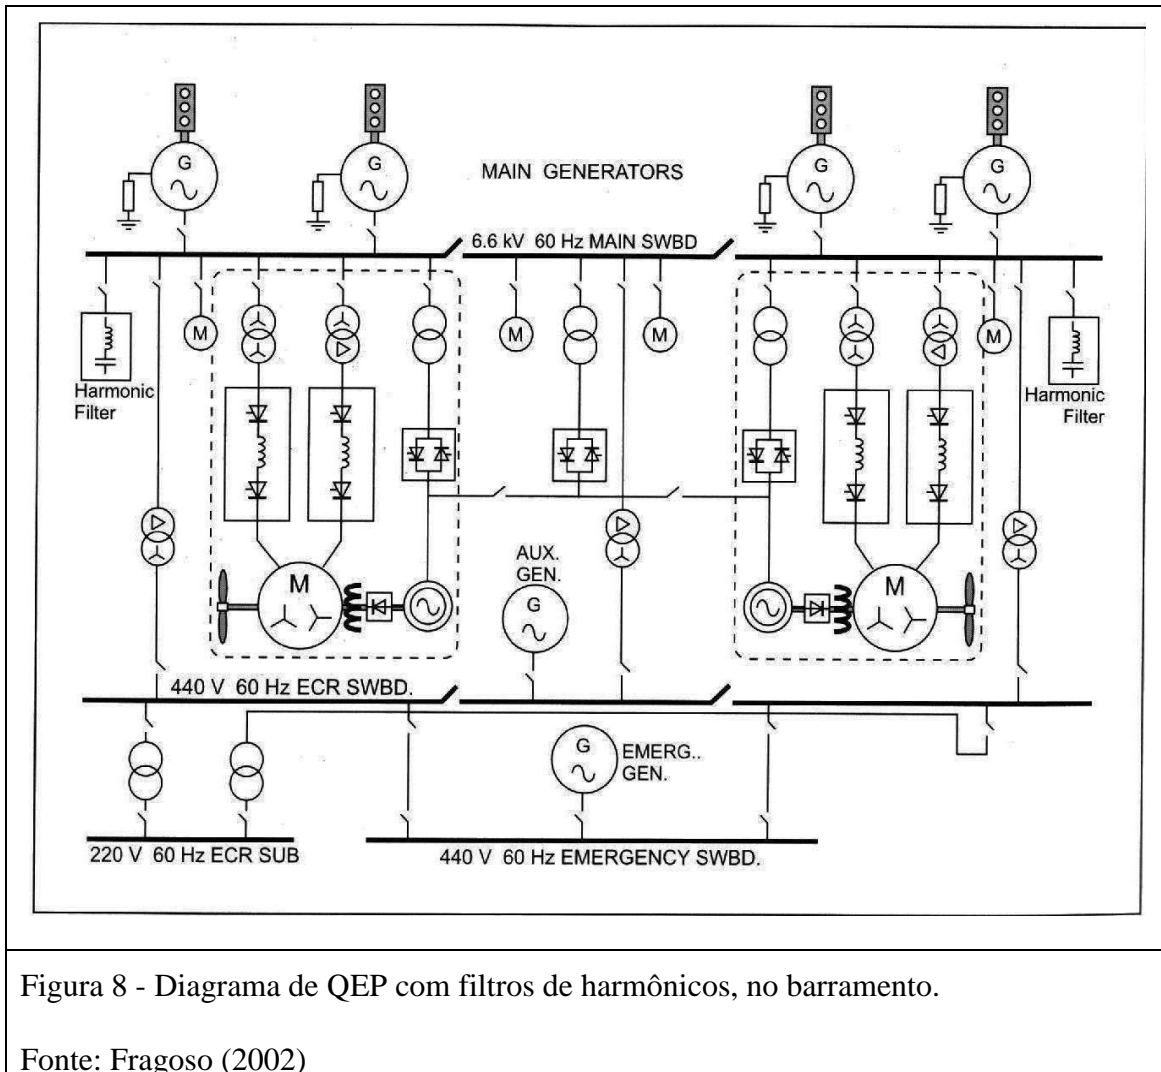 G
G
G
G
MAIN GENERATORS
6.6 kV 60 Hz MAIN SWBD
M
M
M
M
Harmonic
Filter
Harmonic
Filter
AUX.
GEN.
G
M
M
440 V 60 Hz ECR SWBD.
G
EMERG..
GEN.
220 V 60 Hz ECR SUB
440 V 60 Hz EMERGENCY SWBD.
Figura 8 - Diagrama de QEP com filtros de harmônicos, no barramento.
Fonte: Fragoso (2002)